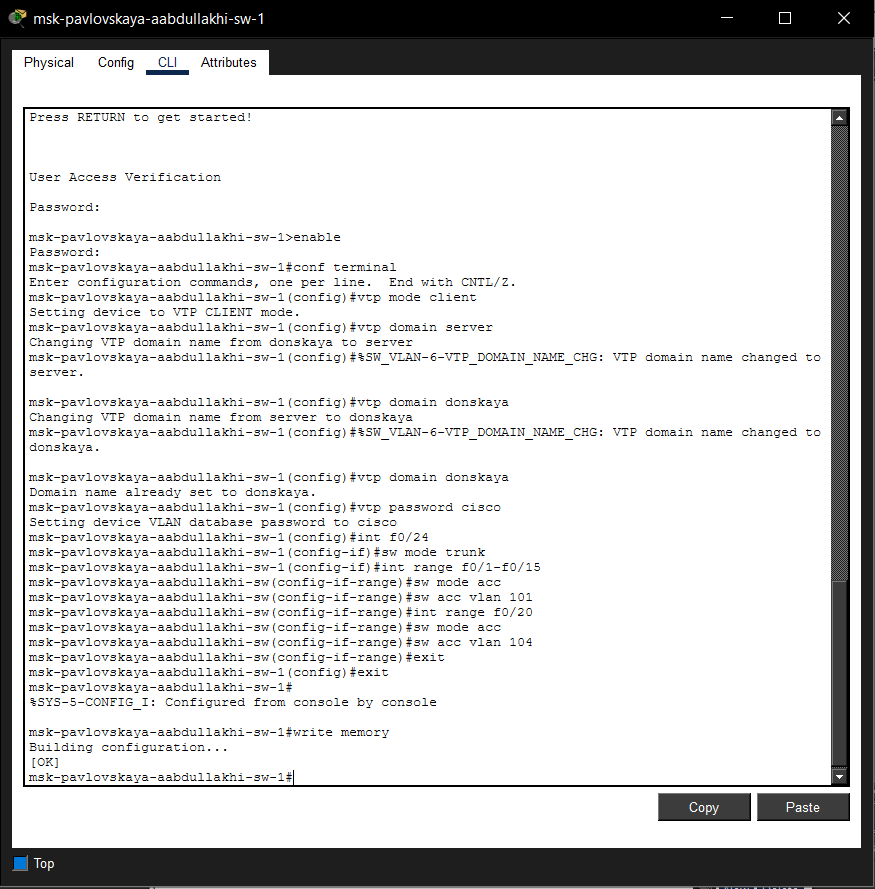 msk-pavlovskaya-aabdullakhi-sw-1
Physical Config CLI Attributes
Press RETURN to get started!
User Access Verification
Password:
msk-pavlovskaya-aabdullakhi-sw-1>enable
Password:
msk-pavlovskaya-aabdullakhi-sw-1#conf terminal
Enter configuration commands, one per line.  End with CNTL/Z.
msk-pavlovskaya-aabdullakhi-sw-1(config)#vtp mode client
Setting device to VTP CLIENT mode.
msk-pavlovskaya-aabdullakhi-sw-1(config)#vtp domain server
Changing VTP domain name from donskaya to server
msk-pavlovskaya-aabdullakhi-sw-1(config)#%SW_VLAN-6-VTP_DOMAIN_NAME_CHG: VTP domain name changed to
server.
msk-pavlovskaya-aabdullakhi-sw-1(config)#vtp domain donskaya
Changing VTP domain name from server to donskaya
msk-pavlovskaya-aabdullakhi-sw-1(config)#%SW_VLAN-6-VTP_DOMAIN_NAME_CHG: VTP domain name changed to
donskaya.
msk-pavlovskaya-aabdullakhi-sw-1(config)#vtp domain donskaya
Domain name already set to donskaya.
msk-pavlovskaya-aabdullakhi-sw-1(config)#vtp password cisco
Setting device VLAN database password to cisco
msk-pavlovskaya-aabdullakhi-sw-1(config)#int f0/24
msk-pavlovskaya-aabdullakhi-sw-1(config-if)#sw mode trunk
msk-pavlovskaya-aabdullakhi-sw-1(config-if)#int range f0/1-f0/15
msk-pavlovskaya-aabdullakhi-sw(config-if-range)#sw mode acc
msk-pavlovskaya-aabdullakhi-sw(config-if-range)#sw acc vlan 101
msk-pavlovskaya-aabdullakhi-sw(config-if-range)#int range f0/20
msk-pavlovskaya-aabdullakhi-sw(config-if-range)#sw mode acc
msk-pavlovskaya-aabdullakhi-sw(config-if-range)#sw acc vlan 104
msk-pavlovskaya-aabdullakhi-sw(config-if-range)#exit
msk-pavlovskaya-aabdullakhi-sw-1(config)#exit
msk-pavlovskaya-aabdullakhi-sw-1#
%SYS-5-CONFIG_I: Configured from console by console
msk-pavlovskaya-aabdullakhi-sw-1#write memory
Building configuration...
[OK]
msk-pavlovskaya-aabdullakhi-sw-1#
Copy Paste
Top